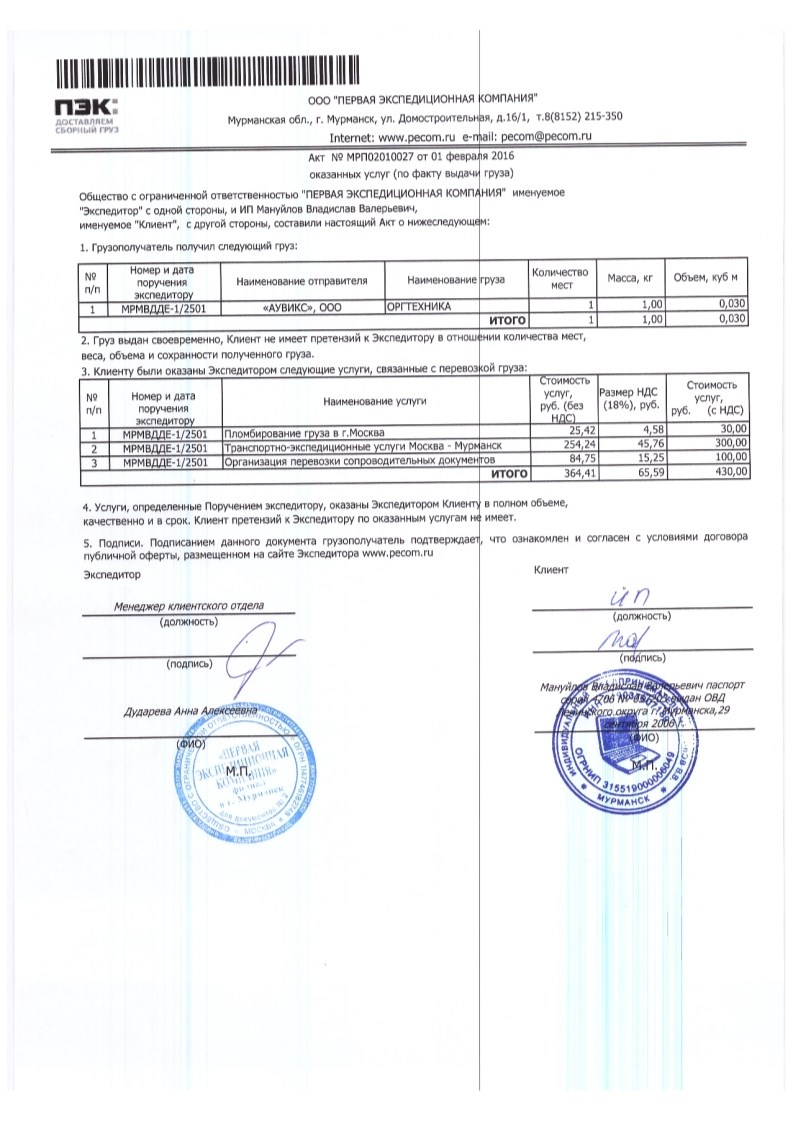 ПЭК:
ДОСТАВЛЯЕМ
СБОРНЫЙ ГРУЗ
ООО "ПЕРВАЯ ЭКСПЕДИЦИОННАЯ КОМПАНИЯ"
Мурманская обл., г. Мурманск, ул. Домостроительная, д.16/1, т.8(8152) 215-350
Internet: www.pecom.ru e-mail: pecom@pecom.ru
Акт № МРП02010027 от 01 февраля 2016
оказанных услуг (по факту выдачи груза)
Общество с ограниченной ответственностью "ПЕРВАЯ ЭКСПЕДИЦИОННАЯ КОМПАНИЯ" именуемое
"Экспедитор" с одной стороны, и ИП Мануйлов Владислав Валерьевич,
именуемое "Клиент", с другой стороны, составили настоящий Акт о нижеследующем:
1. Грузополучатель получил следующий груз:
№ п/п Номер и дата поручения экспедитору Наименование отправителя Наименование груза Количество мест Масса, кг Объем, куб м
1 МРМВДДЕ-1/2501 «АУВИКС», ООО ОРГТЕХНИКА 1 1,00 0,030
ИТОГО 1 1,00 0,030
2. Груз выдан своевременно, Клиент не имеет претензий к Экспедитору в отношении количества мест,
веса, объема и сохранности полученного груза.
3. Клиенту были оказаны Экспедитором следующие услуги, связанные с перевозкой груза:
№ п/п Номер и дата поручения экспедитору Наименование услуги Стоимость услуг, руб. (без НДС) Размер НДС (18%), руб. Стоимость услуг, руб. (с НДС)
1 МРМВДДЕ-1/2501 Пломбирование груза в г.Москва 25,42 4,58 30,00
2 МРМВДДЕ-1/2501 Транспортно-экспедиционные услуги Москва - Мурманск 254,24 45,76 300,00
3 МРМВДДЕ-1/2501 Организация перевозки сопроводительных документов 84,75 15,25 100,00
ИТОГО 364,41 65,59 430,00
4. Услуги, определенные Поручением экспедитору, оказаны Экспедитором Клиенту в полном объеме,
качественно и в срок. Клиент претензий к Экспедитору по оказанным услугам не имеет.
5. Подписи. Подписанием данного документа грузополучатель подтверждает, что ознакомлен и согласен с условиями договора
публичной оферты, размещенном на сайте Экспедитора www.pecom.ru
Экспедитор
Клиент
Менеджер клиентского отдела
ип
(должность)
(должность)
(подпись)
(подпись)
Дударева Анна Алексеевна
Мануйлов Владислав Валерьевич паспорт
выдан ОВД
округа г. Мурманска,29
сентября 2006 г.
(ФИО)
(ФИО)
М.П.
М.П.
«ПЕРВАЯ
ЭКСПЕДИЦИОННАЯ
КОМПАНИЯ»
филиал
в г. Мурманск
МОСКВА
ОГРНИП 315519000006049
МУРМАНСК